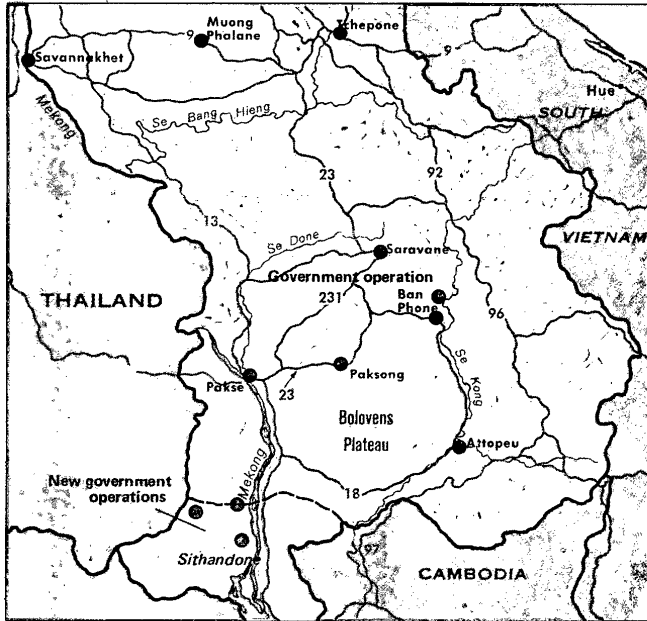 Muong
Phalane
Tchepone
9
9
Savannakhet
Hue
SOUTH
Mekong
Se Bang Hieng
23
92
13
Se Done
Saravane
VIETNAM
Government operation
THAILAND
231
Ban
Phone
96
Se Kong
Pakse
23
Paksong
Bolovens
Plateau
Attopeu
Mekong
New government
operations
18
Sithandone
97
CAMBODIA